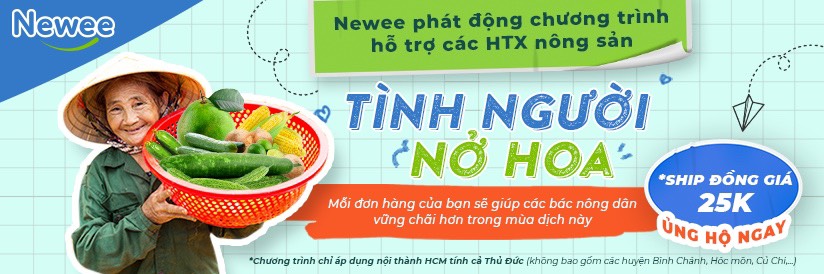 Newee
Newee phát động chương trình
hỗ trợ các HTX nông sản
TÌNH NGƯỜI
NỞ HOA
Mỗi đơn hàng của bạn sẽ giúp các bác nông dân
vững chãi hơn trong mùa dịch này
*SHIP ĐỒNG GIÁ
25K
ỦNG HỘ NGAY
*Chương trình chỉ áp dụng nội thành HCM tính cả Thủ Đức (không bao gồm các huyện Bình Chánh, Hóc môn, Củ Chi,...)